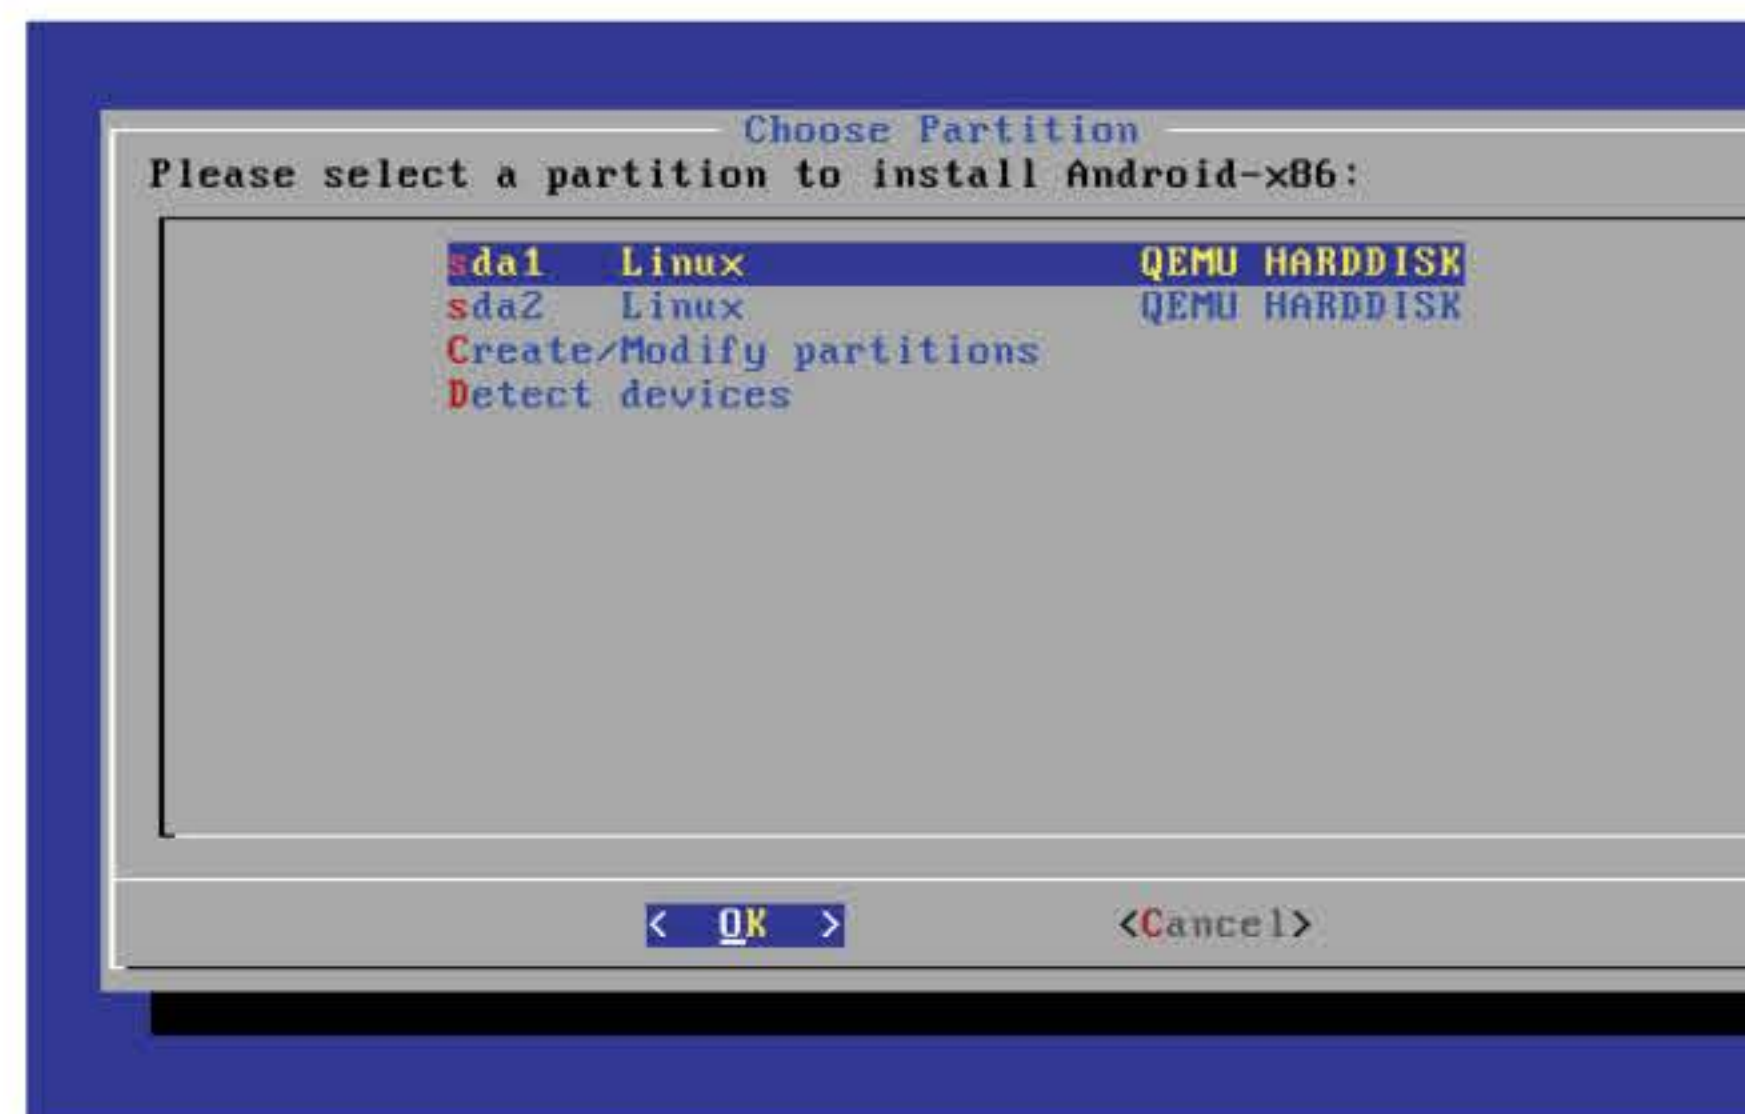 Choose Partition
Please select a partition to install Android-x86:
sda1 Linux QEMU HARDDISK
sda2 Linux QEMU HARDDISK
Create/Modify partitions
Detect devices
< OK > <Cancel>